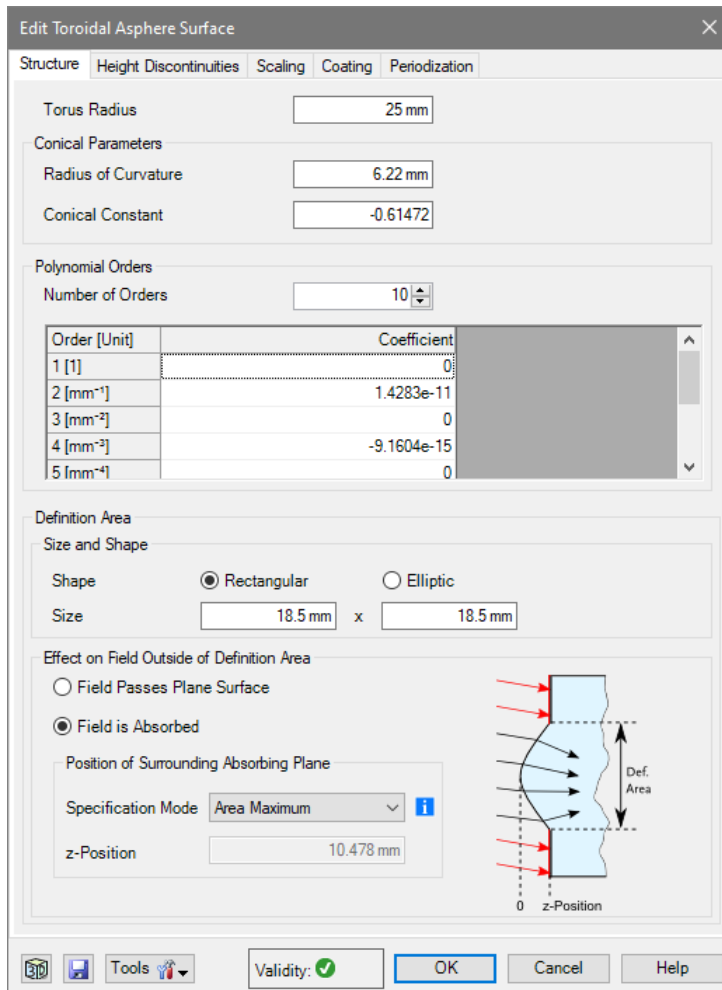 Edit Toroidal Asphere Surface
Structure Height Discontinuities Scaling Coating Periodization
Torus Radius 25 mm
Conical Parameters
Radius of Curvature 6.22 mm
Conical Constant -0.61472
Polynomial Orders
Number of Orders 10
Order [Unit] Coefficient
1 [1] 0
2 [mm⁻¹] 1.4283e-11
3 [mm⁻²] 0
4 [mm⁻³] -9.1604e-15
5 [mm⁻⁴] 0
Definition Area
Size and Shape
Shape Rectangular Elliptic
Size 18.5 mm x 18.5 mm
Effect on Field Outside of Definition Area
Field Passes Plane Surface
Field is Absorbed
Position of Surrounding Absorbing Plane
Specification Mode Area Maximum i
z-Position 10.478 mm
Def.
Area
0 z-Position
3D Tools Validity: OK Cancel Help